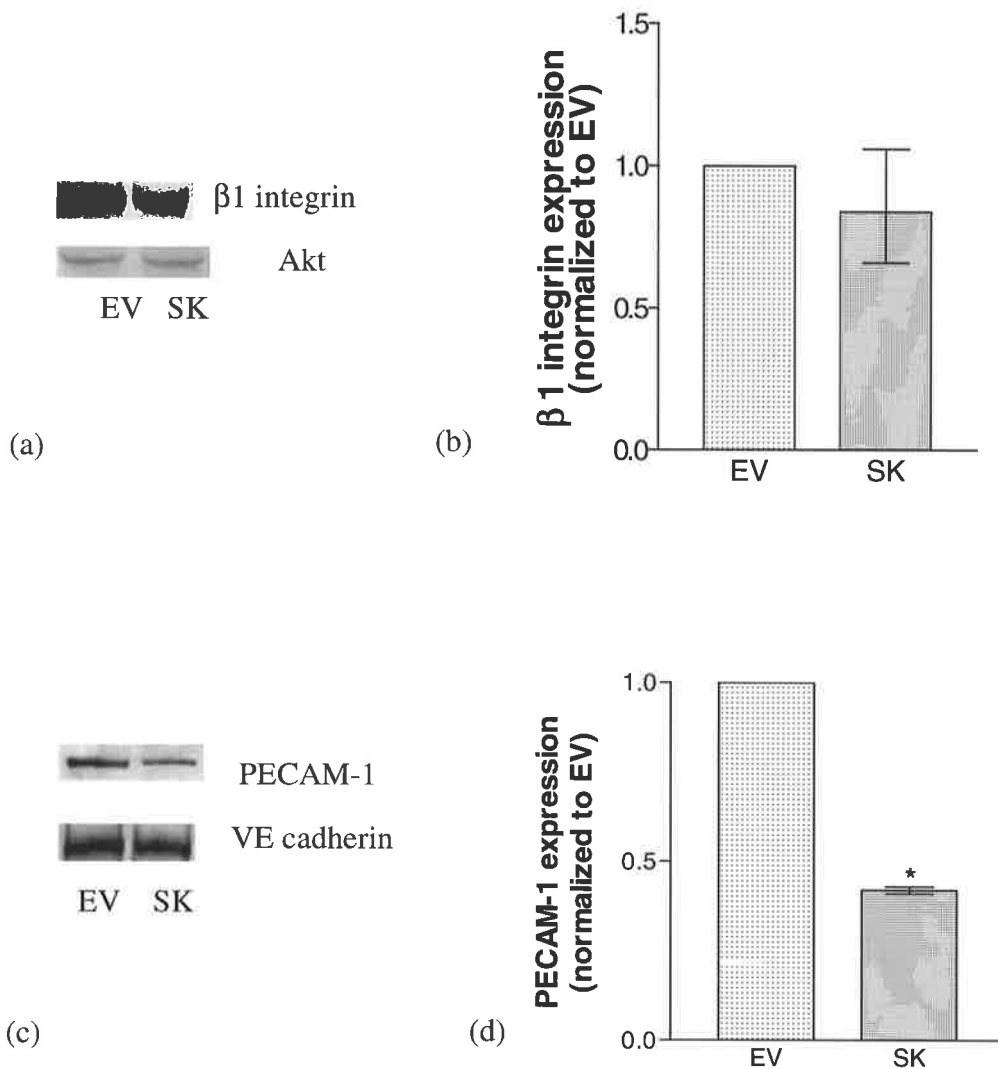 β1 integrin
Akt
EV SK
(a)
β1 integrin expression
(normalized to EV)
1.5
1.0
0.5
0.0
EV SK
(b)
PECAM-1
VE cadherin
EV SK
(c)
PECAM-1 expression
(normalized to EV)
1.0
0.5
0.0
*
EV SK
(d)